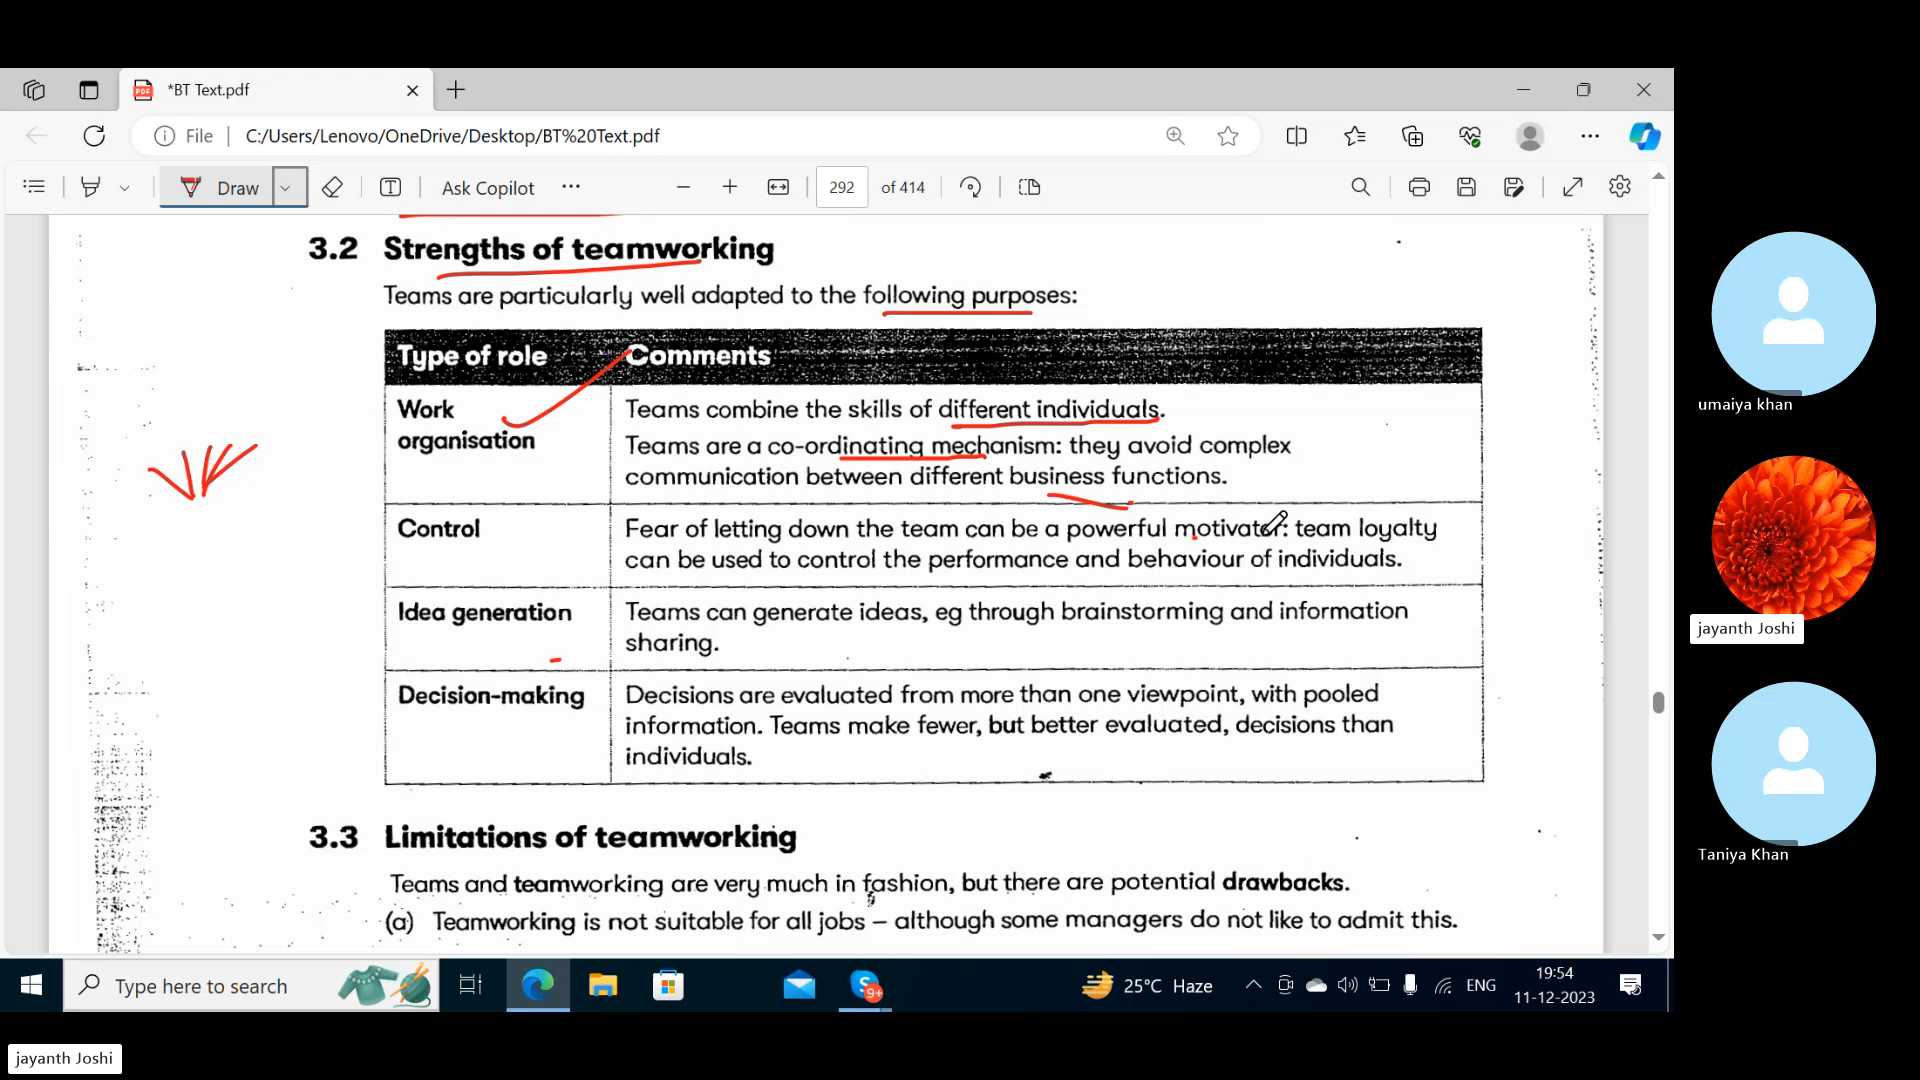 *BT Text.pdf
File
C:/Users/Lenovo/OneDrive/Desktop/BT%20Text.pdf
Draw
Ask Copilot
292 of 414
3.2 Strengths of teamworking
Teams are particularly well adapted to the following purposes:
Type of role Comments
Work organisation
Teams combine the skills of different individuals.
Teams are a co-ordinating mechanism: they avoid complex
communication between different business functions.
Control
Fear of letting down the team can be a powerful motivator: team loyalty
can be used to control the performance and behaviour of individuals.
Idea generation
Teams can generate ideas, eg through brainstorming and information
sharing.
Decision-making
Decisions are evaluated from more than one viewpoint, with pooled
information. Teams make fewer, but better evaluated, decisions than
individuals.
3.3 Limitations of teamworking
Teams and teamworking are very much in fashion, but there are potential drawbacks.
(a) Teamworking is not suitable for all jobs – although some managers do not like to admit this.
Type here to search
9+
25°C Haze
ENG
19:54
11-12-2023
umaiya khan
jayanth Joshi
Taniya Khan
jayanth Joshi